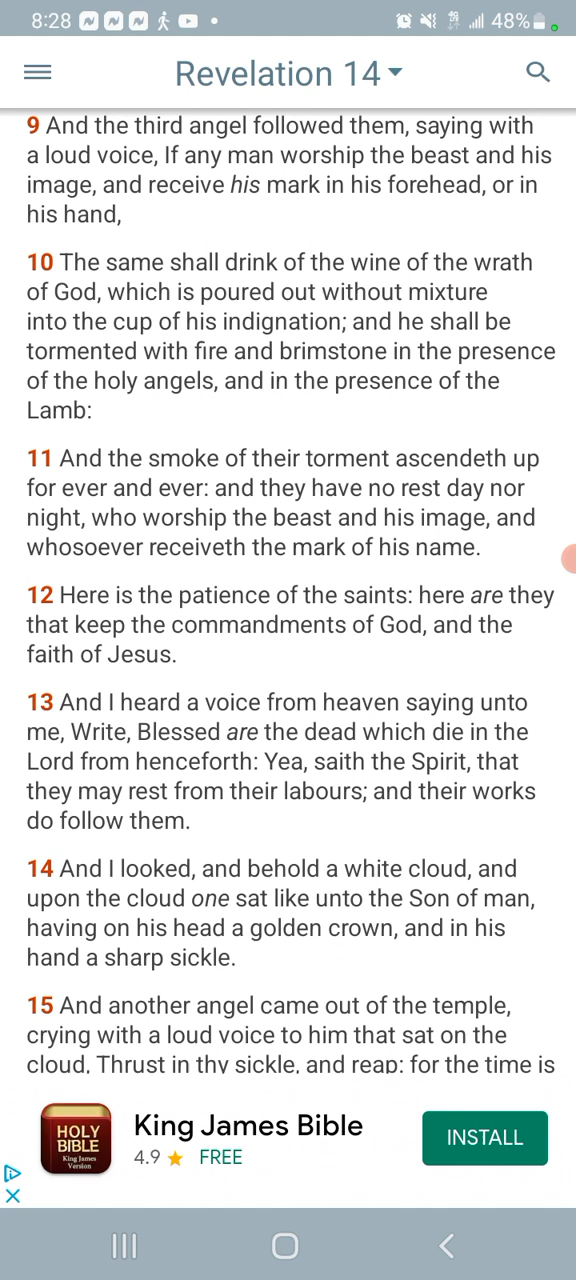 8:28
48%
Revelation 14
9 And the third angel followed them, saying with
a loud voice, If any man worship the beast and his
image, and receive his mark in his forehead, or in
his hand,
10 The same shall drink of the wine of the wrath
of God, which is poured out without mixture
into the cup of his indignation; and he shall be
tormented with fire and brimstone in the presence
of the holy angels, and in the presence of the
Lamb:
11 And the smoke of their torment ascendeth up
for ever and ever: and they have no rest day nor
night, who worship the beast and his image, and
whosoever receiveth the mark of his name.
12 Here is the patience of the saints: here are they
that keep the commandments of God, and the
faith of Jesus.
13 And I heard a voice from heaven saying unto
me, Write, Blessed are the dead which die in the
Lord from henceforth: Yea, saith the Spirit, that
they may rest from their labours; and their works
do follow them.
14 And I looked, and behold a white cloud, and
upon the cloud one sat like unto the Son of man,
having on his head a golden crown, and in his
hand a sharp sickle.
15 And another angel came out of the temple,
crying with a loud voice to him that sat on the
cloud, Thrust in thy sickle, and reap: for the time is
HOLY
BIBLE
King James
Version
King James Bible
4.9 ★ FREE
INSTALL